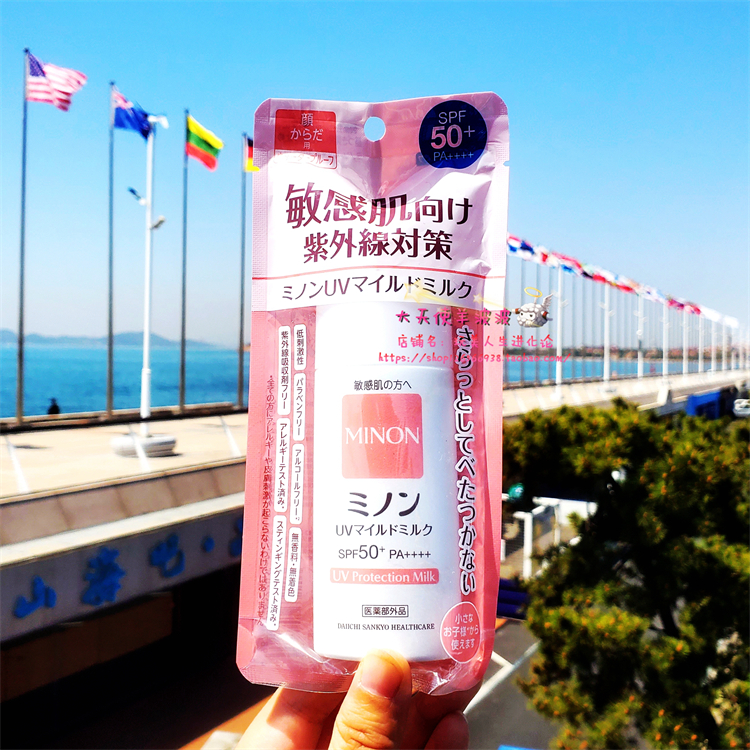 顔
からだ用
SPF
50+
PA++++
敏感肌向け
紫外線対策
ミノンUVマイルドミルク
大天使羊波波
さらっとしてべたつかない
低刺激性
パラベンフリー
アルコールフリー
無香料・無着色
紫外線吸収剤フリー
アレルギーテスト済み。
スティンギングテスト済み。
敏感肌の方へ
MINON
ミノン
UVマイルドミルク
SPF50+ PA++++
UV Protection Milk
医薬部外品
DAIICHI SANKYO HEALTHCARE
小さな
お子様から
使えます